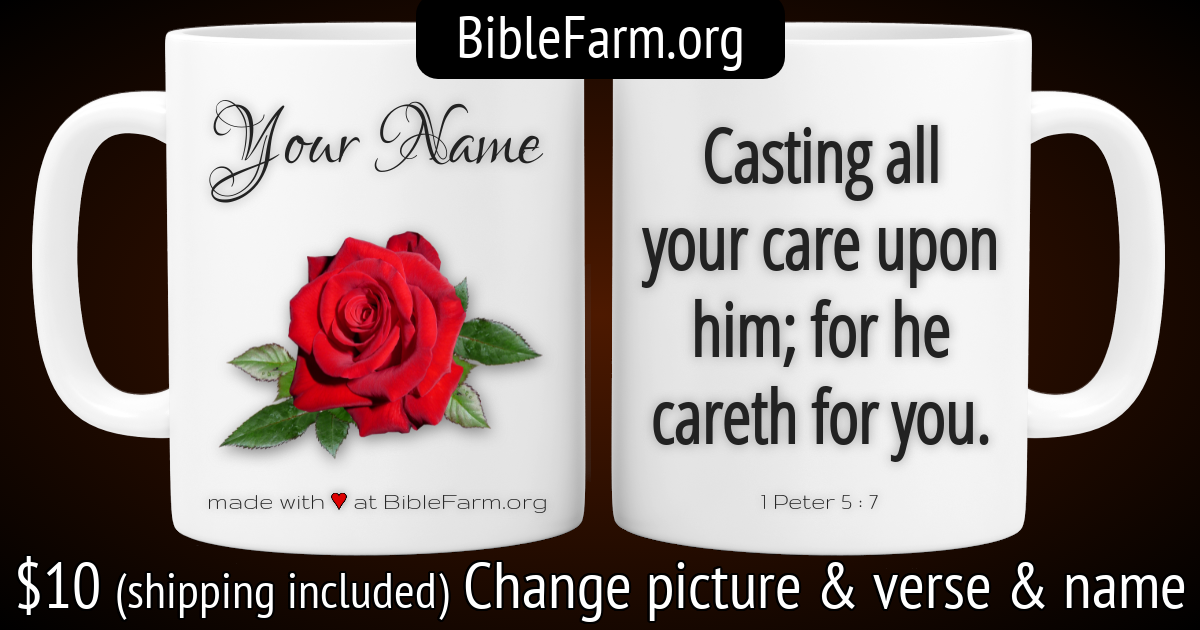 BibleFarm.org
Your Name
made with ♥ at BibleFarm.org
Casting all
your care upon
him; for he
careth for you.
1 Peter 5 : 7
$10 (shipping included) Change picture & verse & name